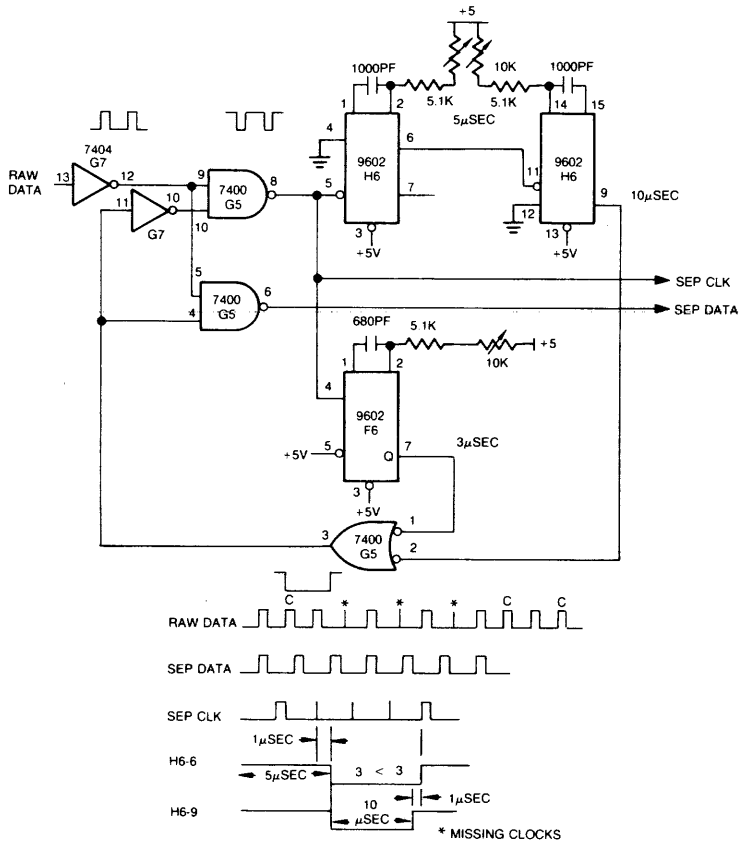 +5
1000PF
10K
1000PF
5.1K
5.1K
1
2
5µSEC
14
15
4
9602
H6
6
9602
H6
7404
G7
RAW
DATA
13
12
9
7400
G5
8
5
7
11
12
9
10µSEC
11
10
10
G7
3
+5V
13
+5V
SEP CLK
5
7400
G5
4
6
SEP DATA
680PF
5.1K
10K
+5
1
2
4
9602
F6
+5V
5
Q
7
3µSEC
3
+5V
3
7400
G5
1
2
C * * * C C
RAW DATA
SEP DATA
SEP CLK
1µSEC
H6-6
5µSEC
3 < 3
H6-9
10
µSEC
1µSEC
* MISSING CLOCKS